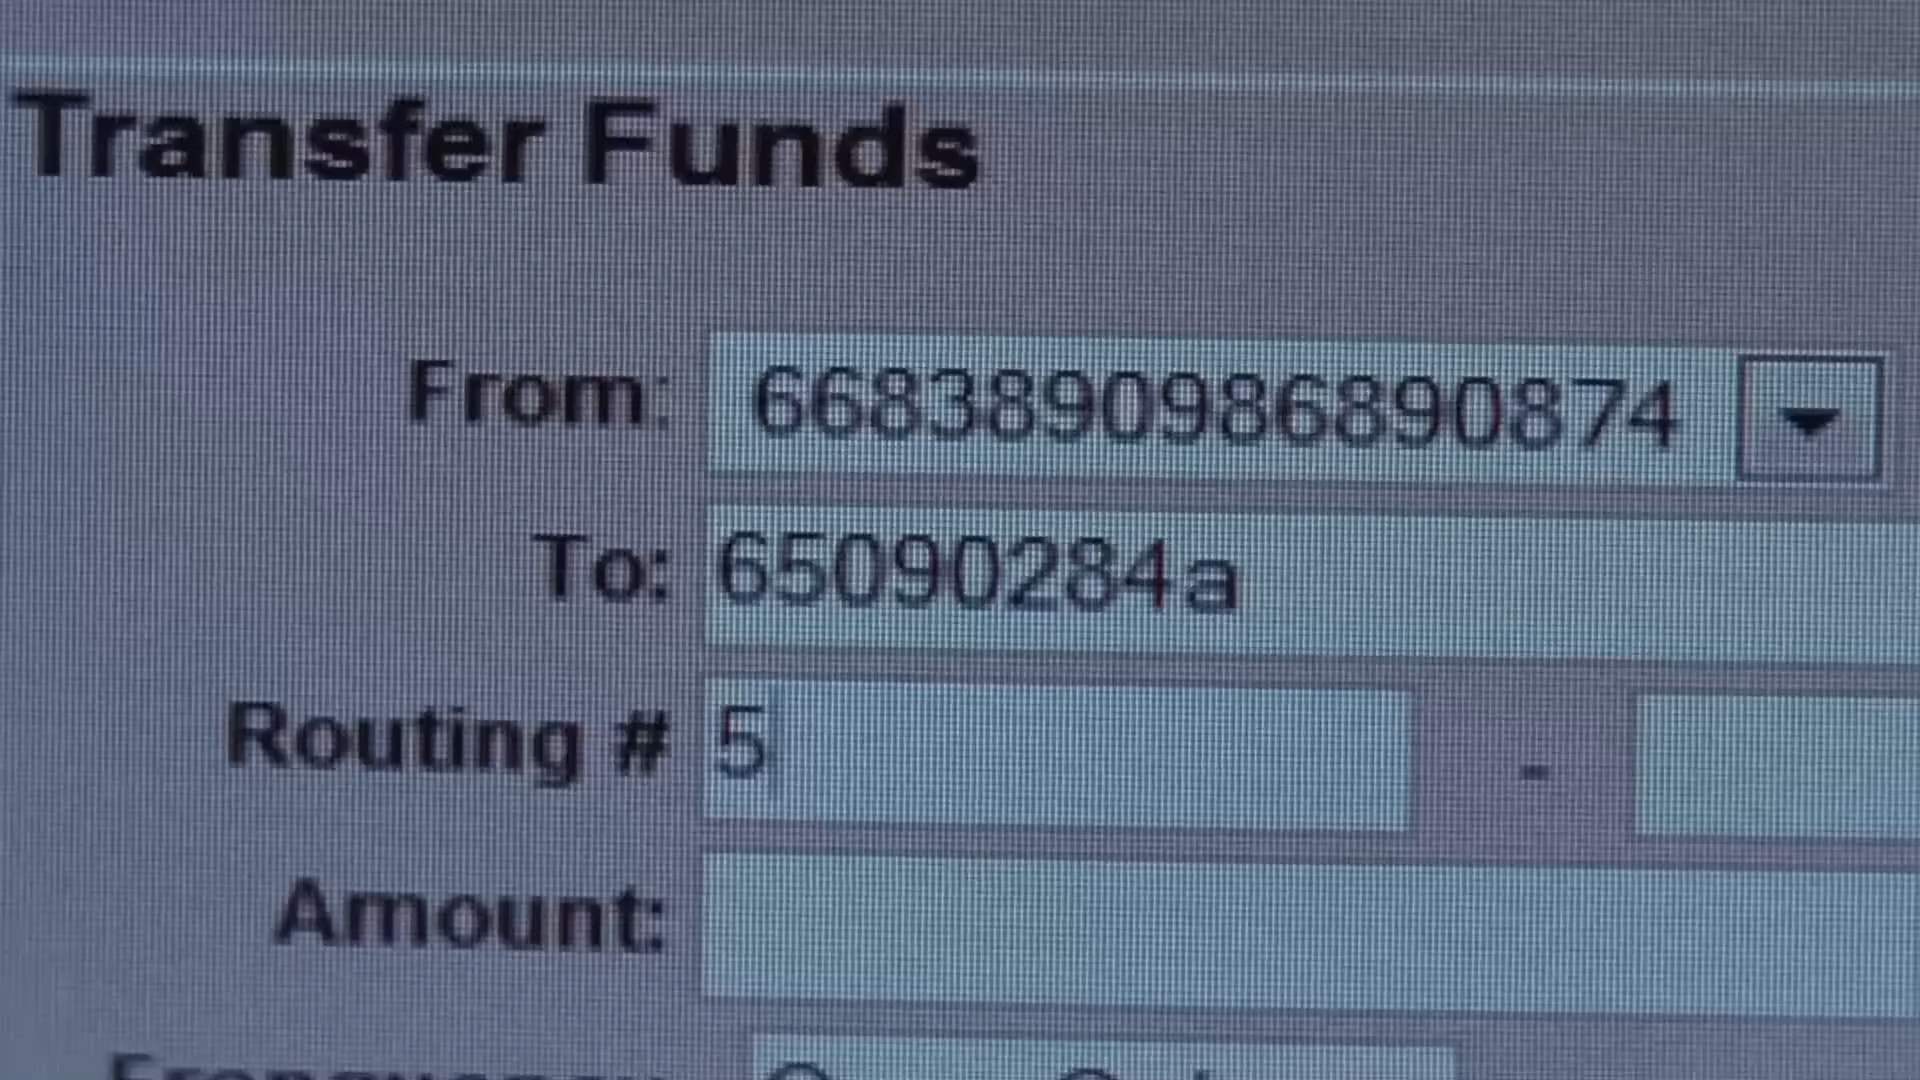 Transfer Funds
From: 6683890986890874
To: 65090284a
Routing # 5 -
Amount: